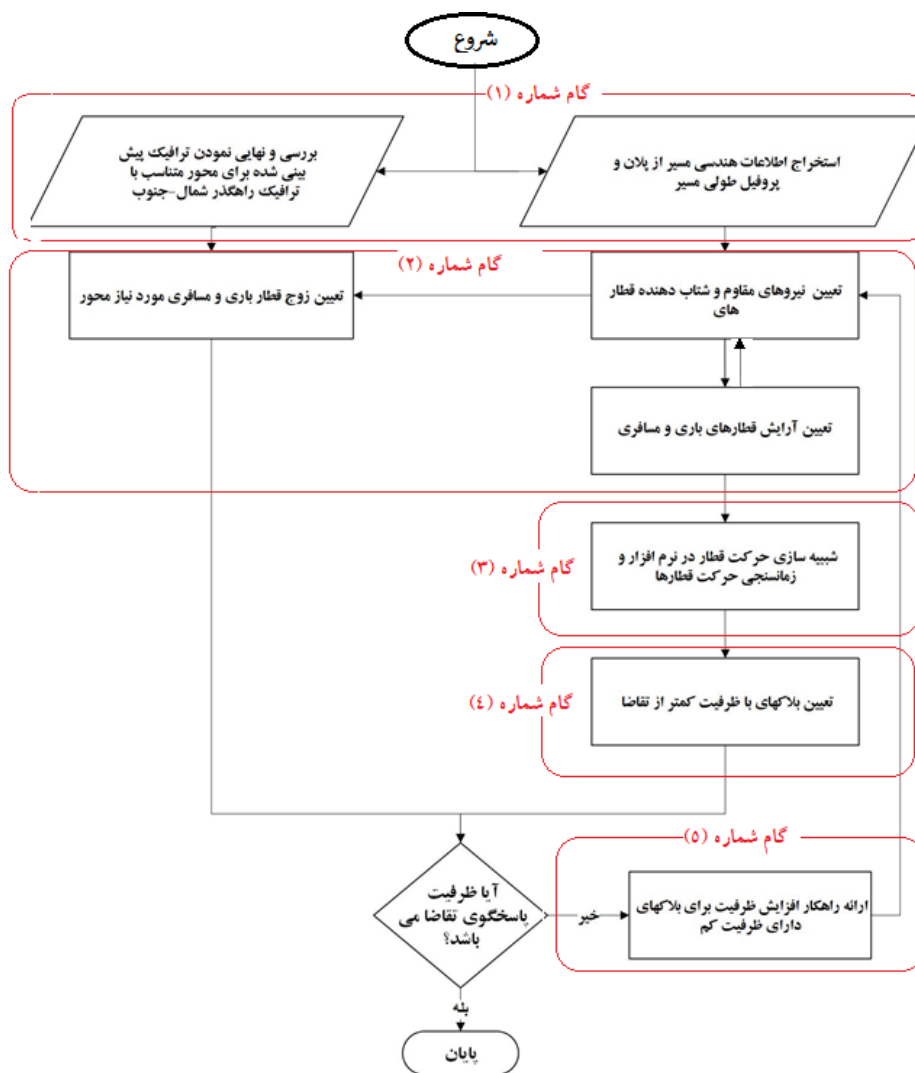 شروع
گام شماره (۱)
استخراج اطلاعات هندسی مسیر از پلان و
پروفیل طولی مسیر
بررسی و نهایی نمودن ترافیک پیش
بینی شده برای محور متناسب با
ترافیک راهگذر شمال-جنوب
گام شماره (۲)
تعیین نیروهای مقاوم و شتاب دهنده قطار
های
تعیین زوج قطار باری و مسافری مورد نیاز محور
تعیین آرایش قطارهای باری و مسافری
گام شماره (۳)
شبیه سازی حرکت قطار در نرم افزار و
زمانسنجی حرکت قطارها
گام شماره (٤)
تعیین بلاکهای با ظرفیت کمتر از تقاضا
گام شماره (۵)
ارائه راهکار افزایش ظرفیت برای بلاکهای
دارای ظرفیت کم
آیا ظرفیت
پاسخگوی تقاضا می
باشد؟
خیر
بله
پایان